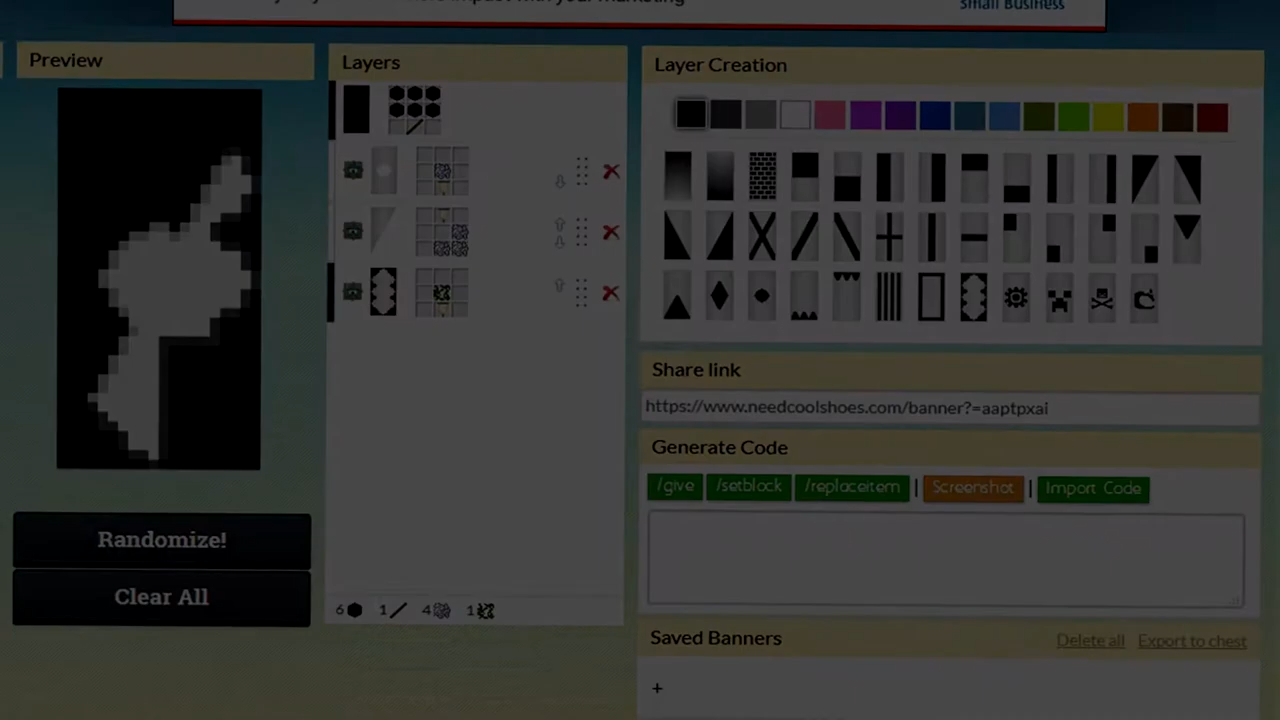 small Business
Preview
Layers
Layer Creation
Share link
https://www.needcoolshoes.com/banner?=aaptpxai
Generate Code
/give /setblock /replaceitem | Screenshot | Import Code
Randomize!
Clear All
6 1 4 1
Saved Banners Delete all Export to chest
+